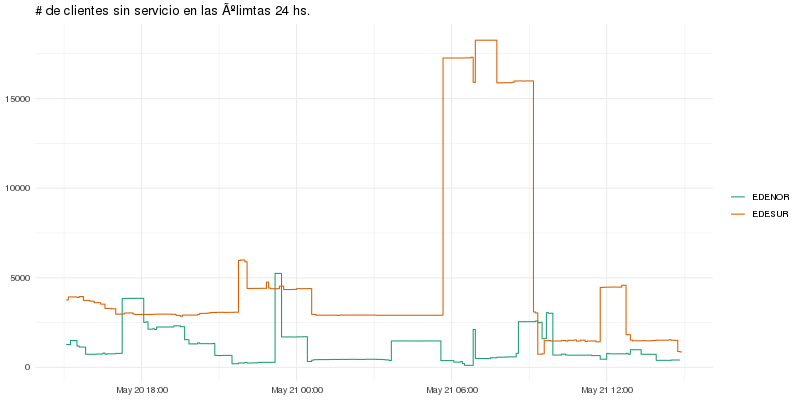 # de clientes sin servicio en las Ãºlimtas 24 hs.
15000
10000
5000
0
May 20 18:00
May 21 00:00
May 21 06:00
May 21 12:00
EDENOR
EDESUR